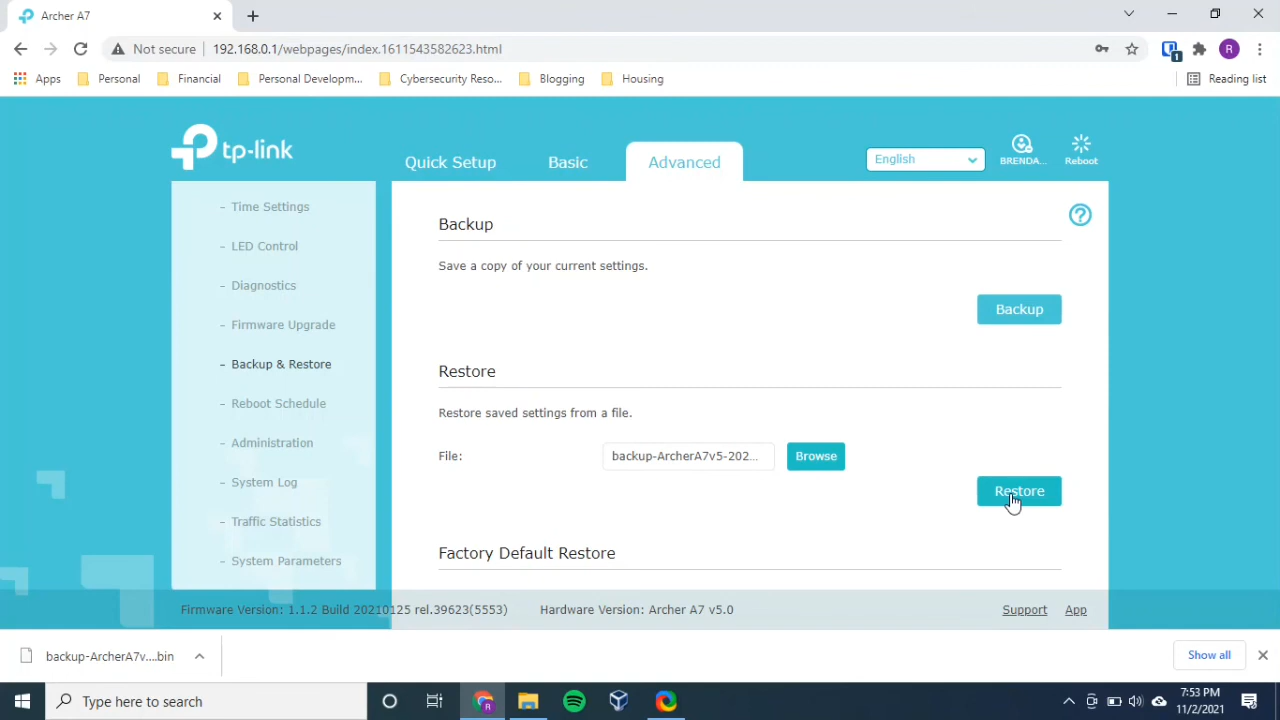 Archer A7
Not secure
192.168.0.1/webpages/index.1611543582623.html
1
R
Apps
Personal
Financial
Personal Developm...
Cybersecurity Reso...
Blogging
Housing
Reading list
tp-link
Quick Setup
Basic
Advanced
English
BRENDA...
Reboot
- Time Settings
- LED Control
- Diagnostics
- Firmware Upgrade
- Backup & Restore
- Reboot Schedule
- Administration
- System Log
- Traffic Statistics
- System Parameters
Backup
?
Save a copy of your current settings.
Backup
Restore
Restore saved settings from a file.
File:
backup-ArcherA7v5-202...
Browse
Restore
Factory Default Restore
Firmware Version: 1.1.2 Build 20210125 rel.39623(5553)
Hardware Version: Archer A7 v5.0
Support
App
backup-ArcherA7v....bin
Show all
Type here to search
R
7:53 PM
11/2/2021